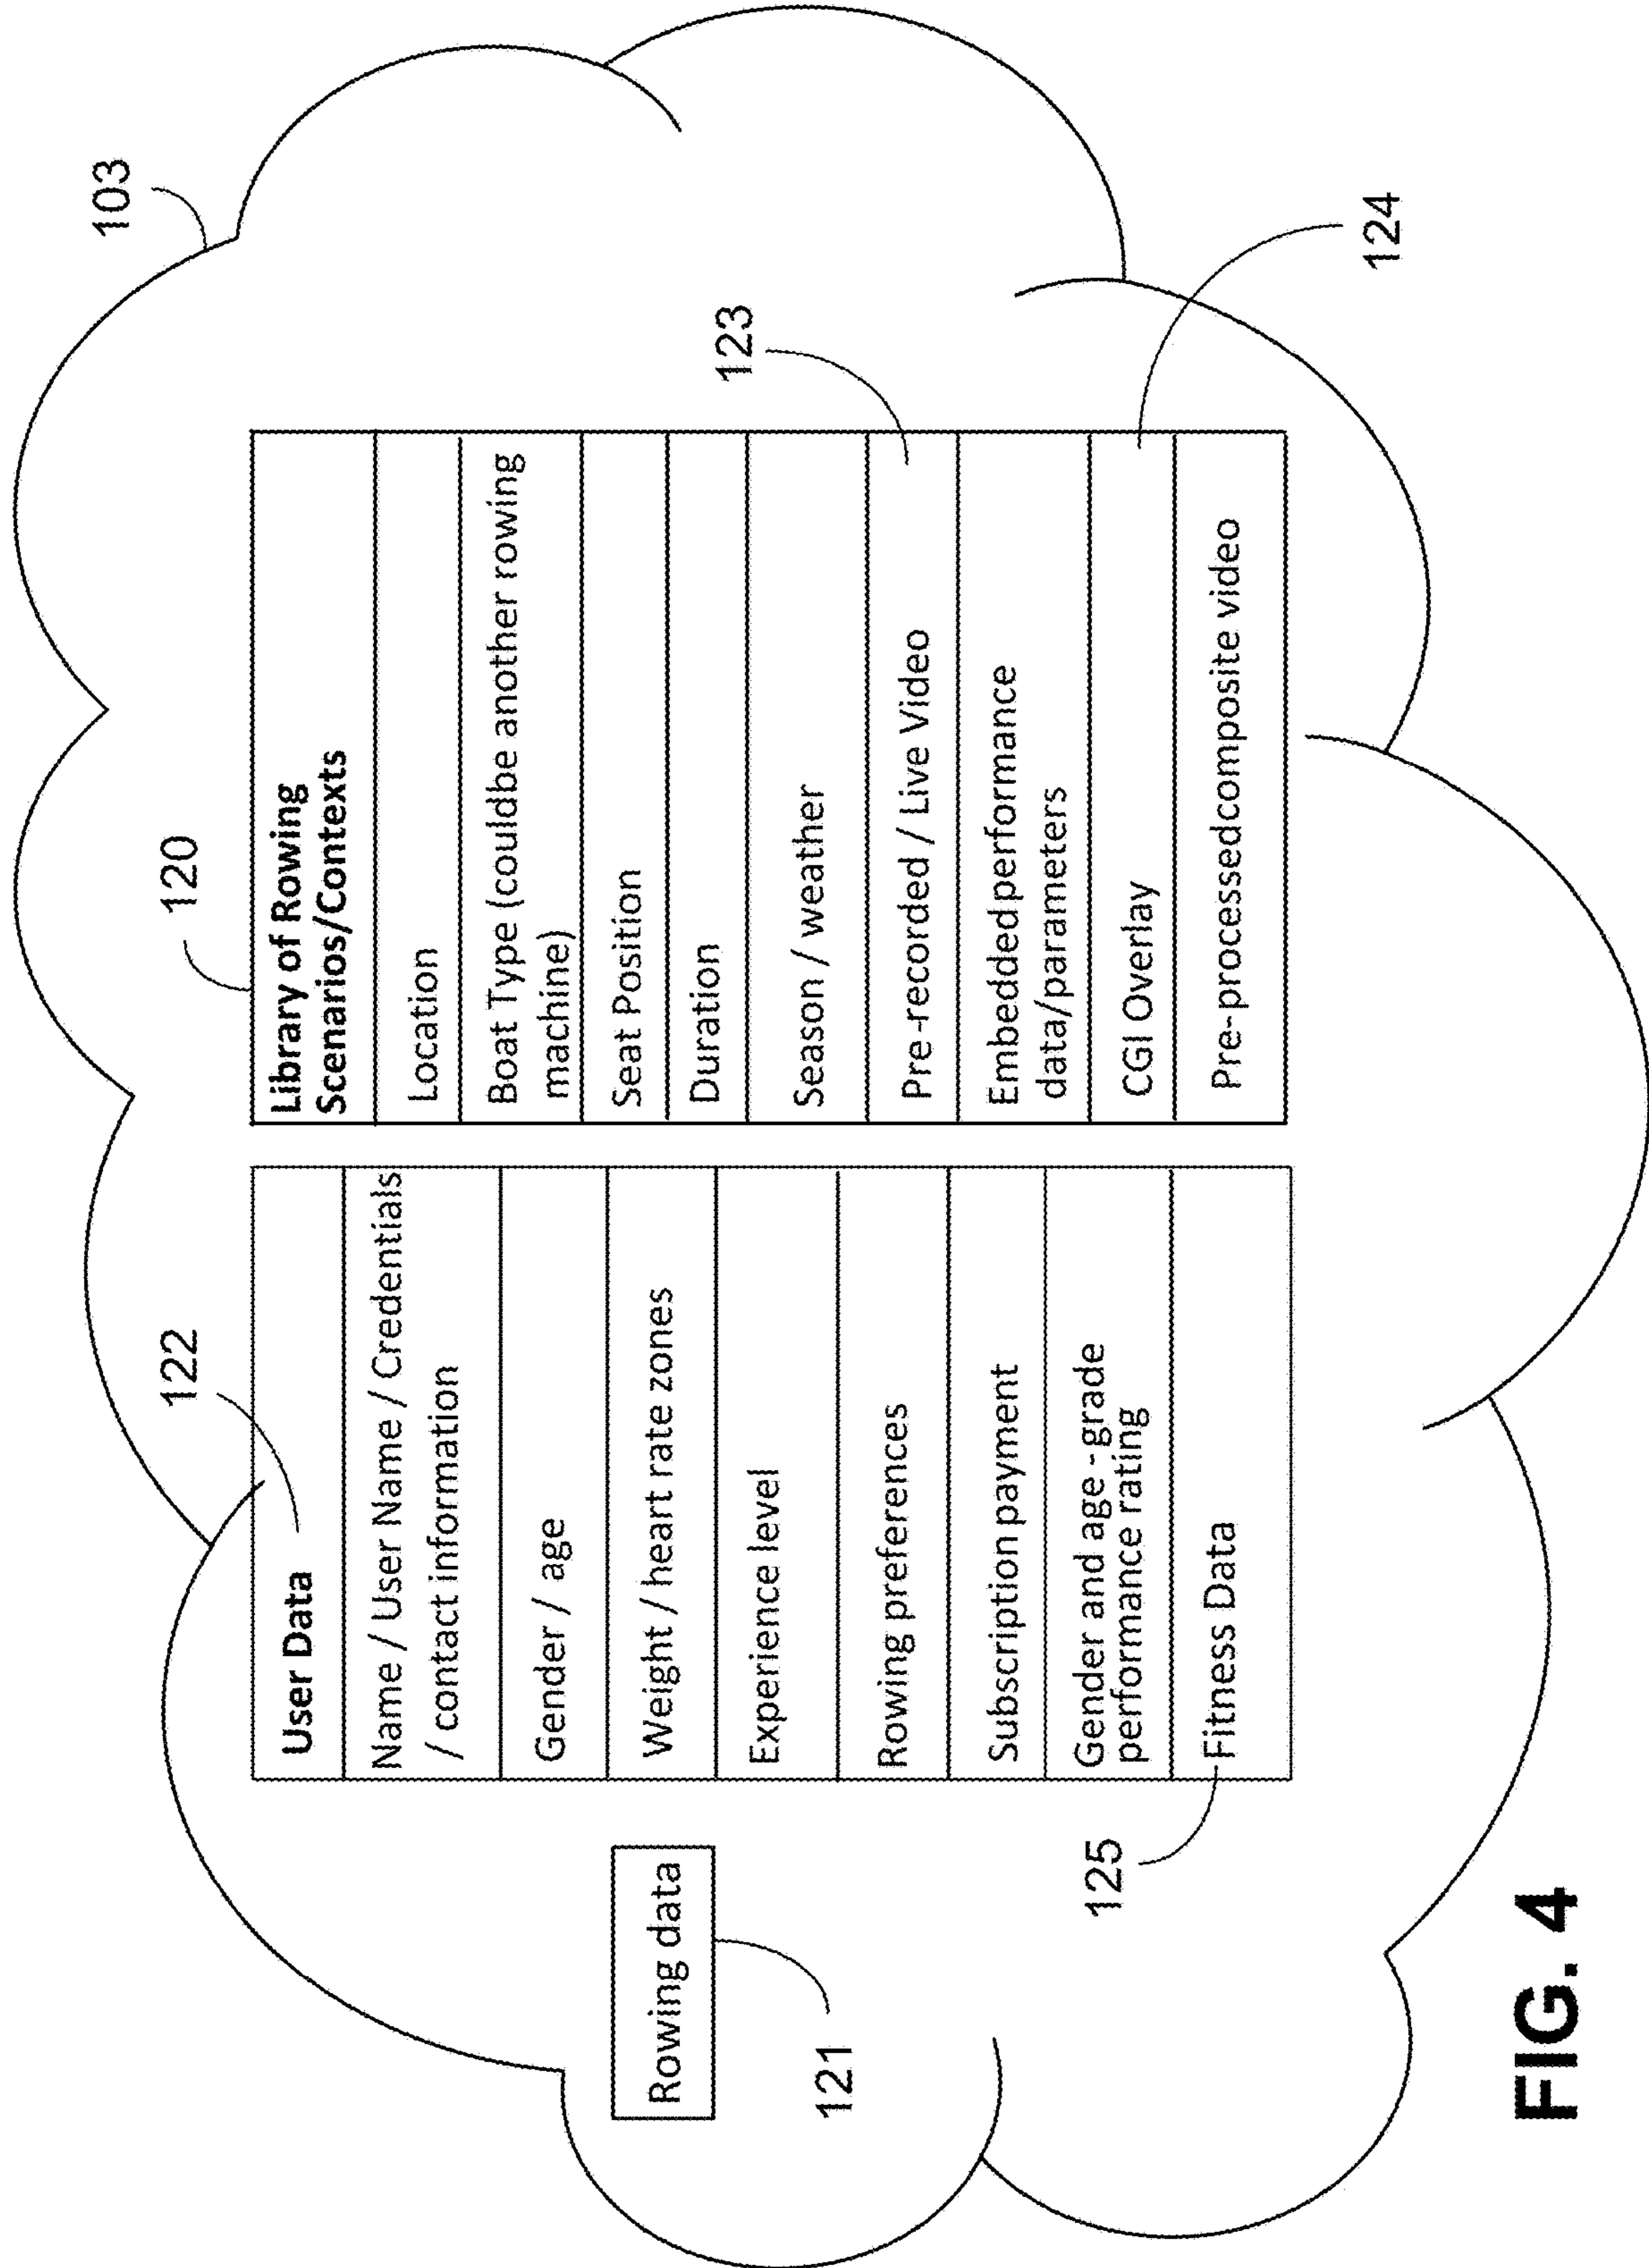 103
120
122
Library of Rowing
Scenarios/Contexts
Location
Boat Type (couldbe another rowing
machine)
Seat Position
Duration
Season / weather
Pre-recorded / Live Video
Embeddedperformance
data/parameters
CGI Overlay
Pre-processedcomposite video
123
124
User Data
Name / User Name / Credentials
/ contact information
Gender / age
Weight / heart rate zones
Experience level
Rowing preferences
Subscription payment
Gender and age -grade
performance rating
Fitness Data
125
Rowing data
121
FIG. 4